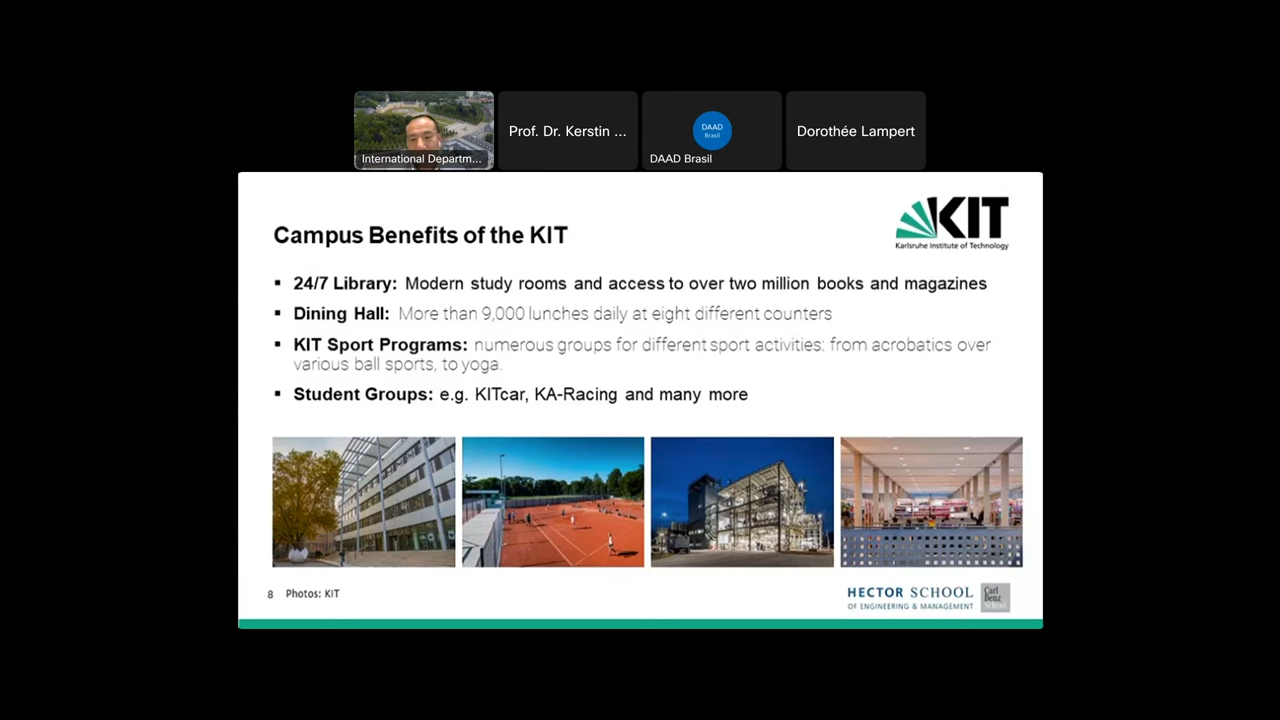 International Departm...
Prof. Dr. Kerstin ...
DAAD
Brasil
DAAD Brasil
Dorothée Lampert
KIT
Karlsruhe Institute of Technology
Campus Benefits of the KIT
▪ 24/7 Library: Modern study rooms and access to over two million books and magazines
▪ Dining Hall: More than 9,000 lunches daily at eight different counters
▪ KIT Sport Programs: numerous groups for different sport activities: from acrobatics over
various ball sports, to yoga.
▪ Student Groups: e.g. KITcar, KA-Racing and many more
8 Photos: KIT
HECTOR SCHOOL
OF ENGINEERING & MANAGEMENT
Carl
Benz
School